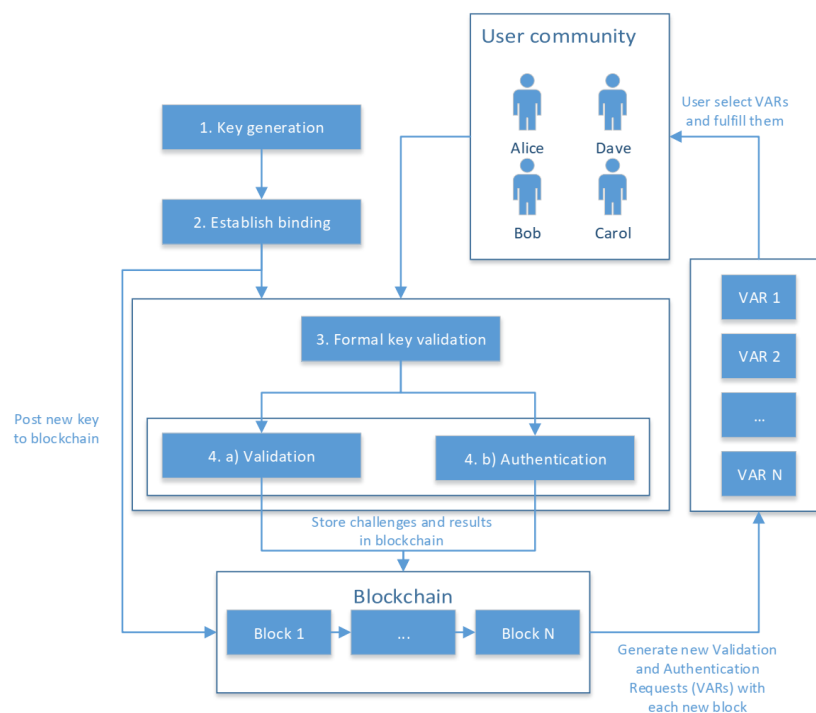 User community
Alice
Dave
Bob
Carol
User select VARs
and fulfill them
1. Key generation
2. Establish binding
VAR 1
VAR 2
...
VAR N
3. Formal key validation
Post new key
to blockchain
4. a) Validation
4. b) Authentication
Store challenges and results
in blockchain
Blockchain
Block 1
...
Block N
Generate new Validation
and Authentication
Requests (VARs) with
each new block